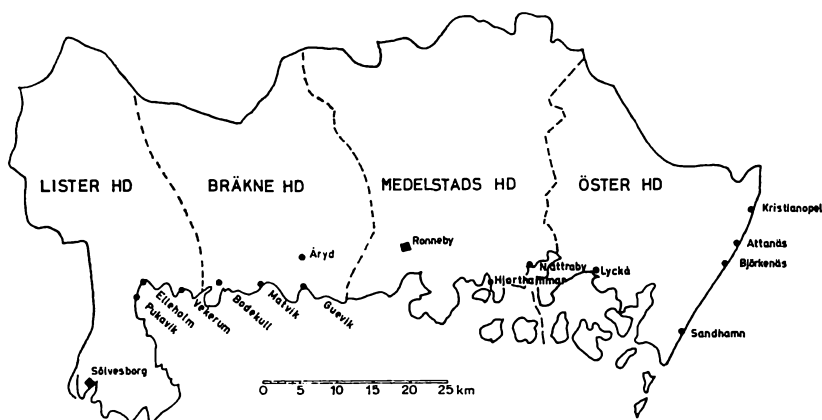 LISTER HD
BRÄKNE HD
MEDELSTADS HD
ÖSTER HD
Kristianopel
Attanäs
Björkenäs
Sandhamn
Ronneby
Åryd
Nättraby
Lyckå
Hjorthammar
Elleholm
Pukavik
Vekerum
Bodekull
Matvik
Guevik
Sölvesborg
0 5 10 15 20 25 km